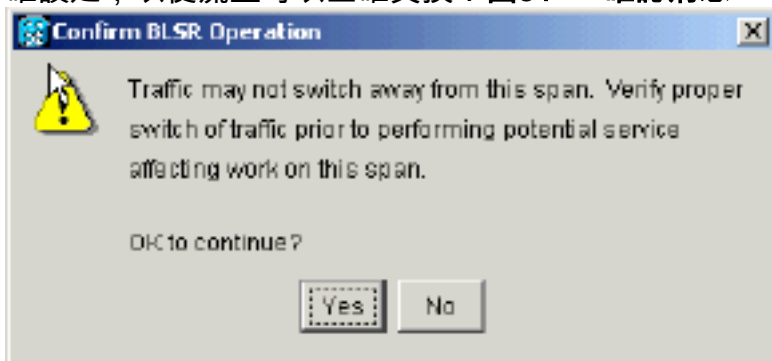 Confirm BLSR Operation
Traffic may not switch away from this span. Verify proper
switch of traffic prior to performing potential service
affecting work on this span.
OK to continue?
Yes
No